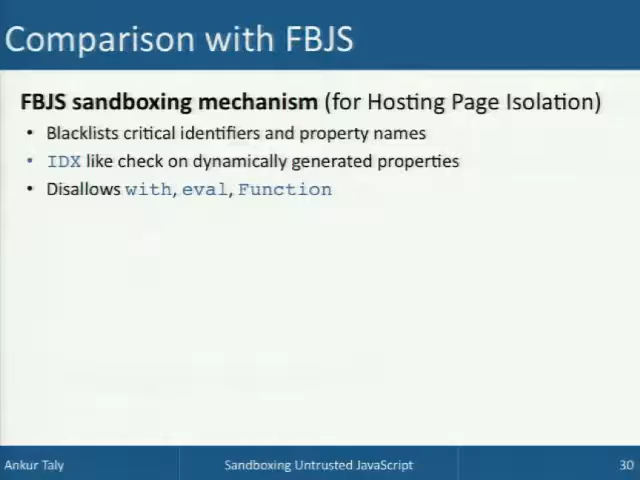 Comparison with FBJS
FBJS sandboxing mechanism (for Hosting Page Isolation)
• Blacklists critical identifiers and property names
• IDX like check on dynamically generated properties
• Disallows with, eval, Function
Ankur Taly
Sandboxing Untrusted JavaScript
30